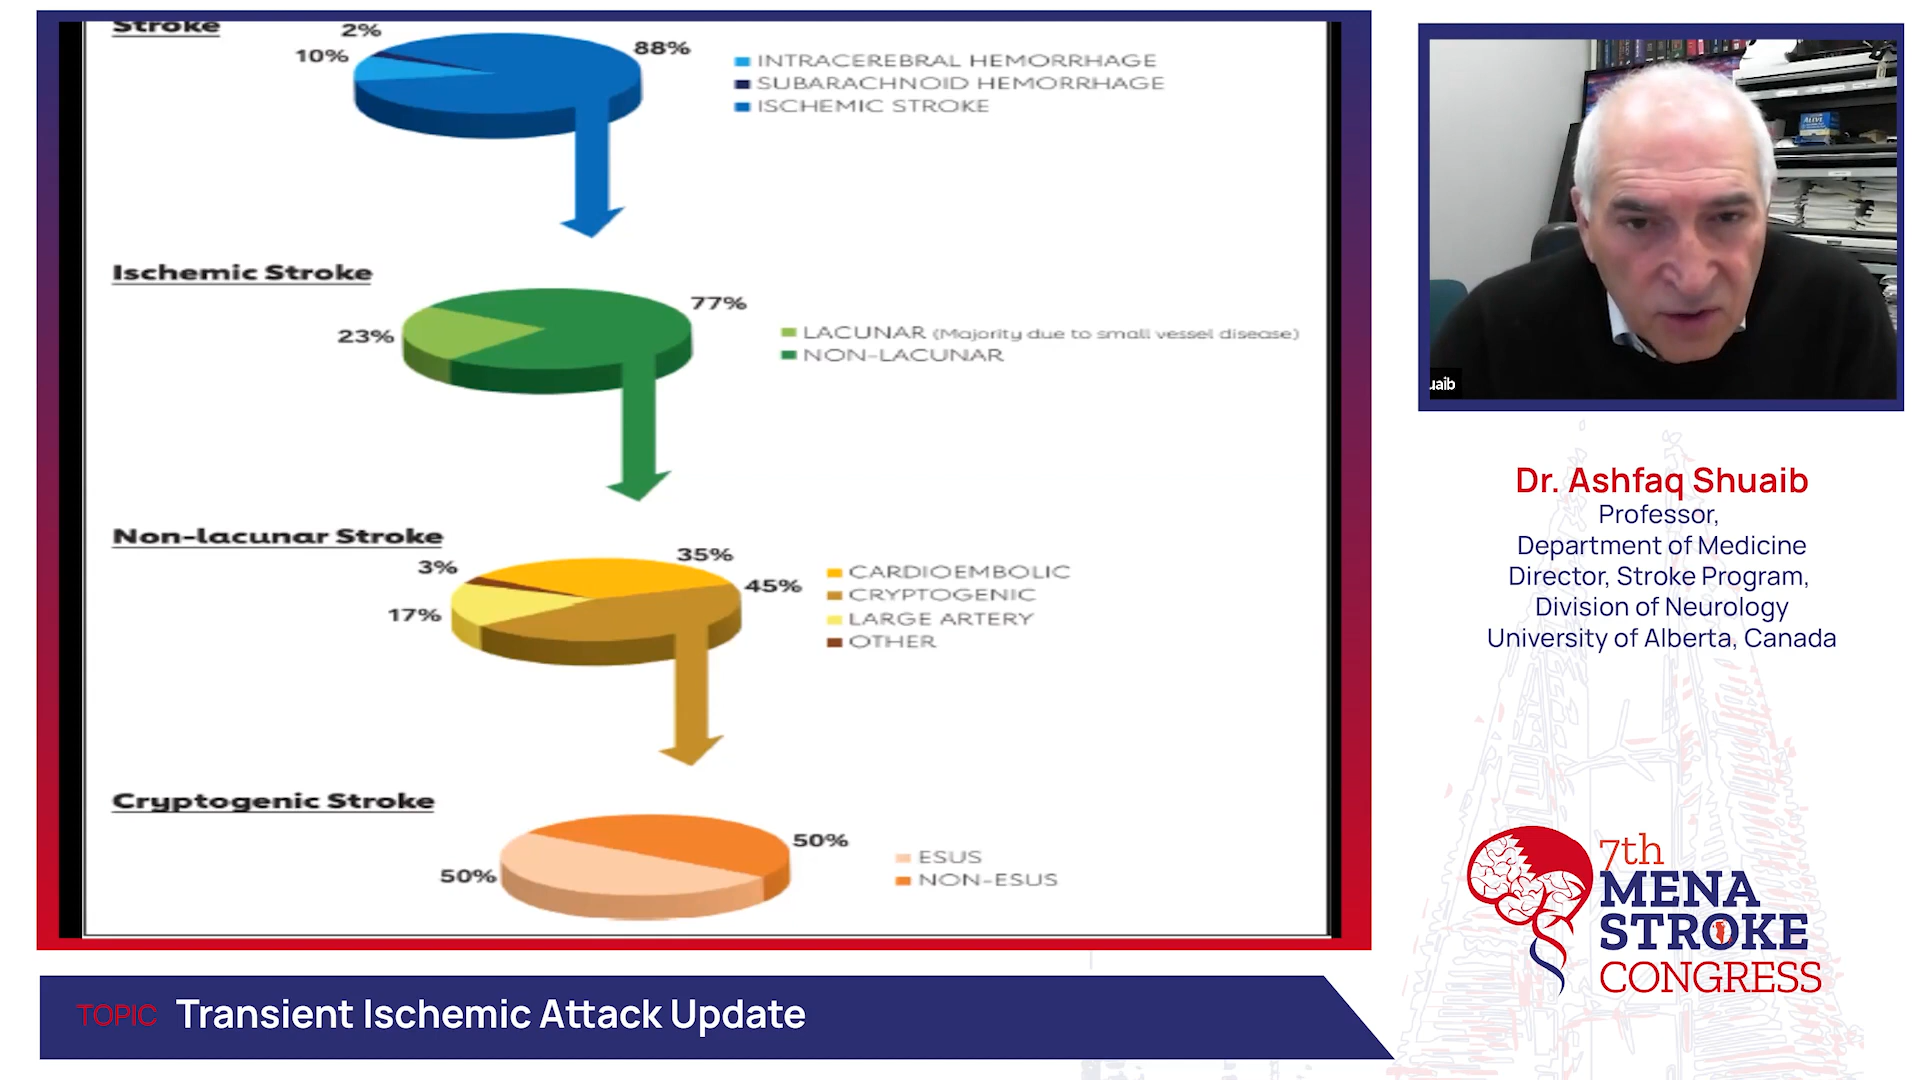 Stroke
2%
10%
88%
INTRACEREBRAL HEMORRHAGE
SUBARACHNOID HEMORRHAGE
ISCHEMIC STROKE
Ischemic Stroke
77%
23%
LACUNAR (Majority due to small vessel disease)
NON-LACUNAR
Non-lacunar Stroke
35%
3%
45%
17%
CARDIOEMBOLIC
CRYPTOGENIC
LARGE ARTERY
OTHER
Cryptogenic Stroke
50%
50%
ESUS
NON-ESUS
TOPIC Transient Ischemic Attack Update
ALEVE
uaib
Dr. Ashfaq Shuaib
Professor,
Department of Medicine
Director, Stroke Program,
Division of Neurology
University of Alberta, Canada
7th
MENA
STROKE
CONGRESS